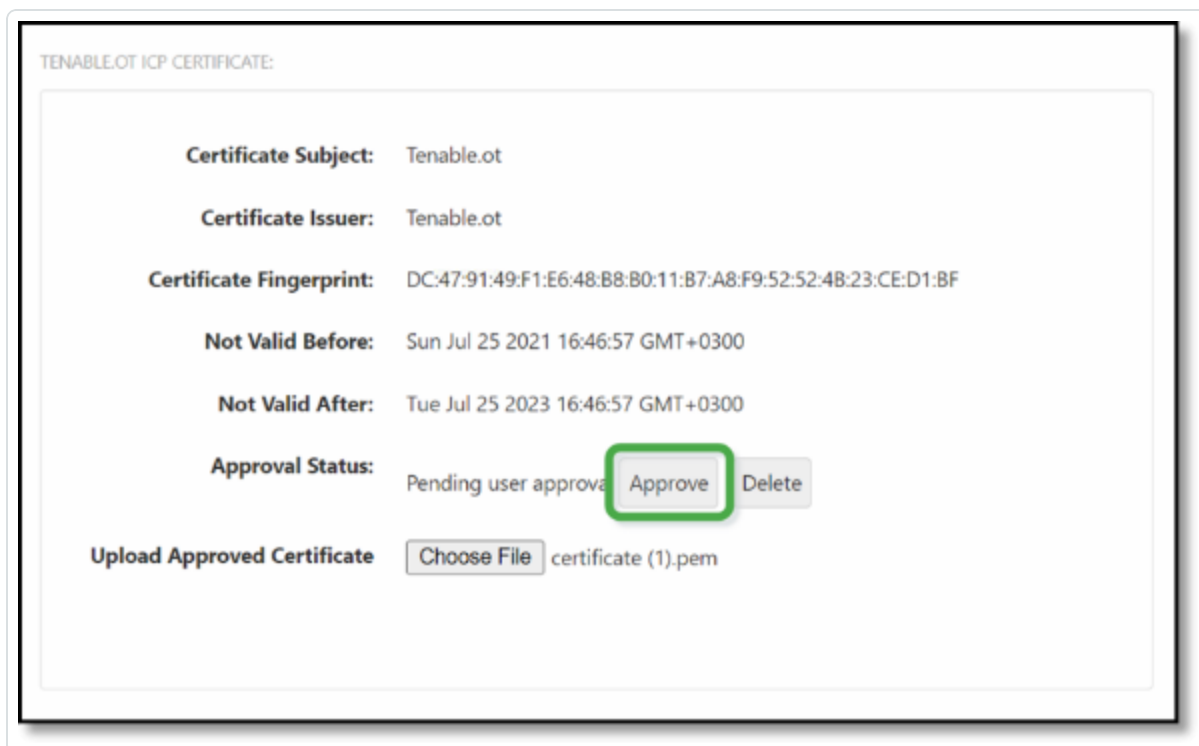 TENABLE.OT ICP CERTIFICATE:
Certificate Subject: Tenable.ot
Certificate Issuer: Tenable.ot
Certificate Fingerprint: DC:47:91:49:F1:E6:48:B8:B0:11:B7:A8:F9:52:52:4B:23:CE:D1:BF
Not Valid Before: Sun Jul 25 2021 16:46:57 GMT+0300
Not Valid After: Tue Jul 25 2023 16:46:57 GMT+0300
Approval Status: Pending user approva Approve Delete
Upload Approved Certificate Choose File certificate (1).pem